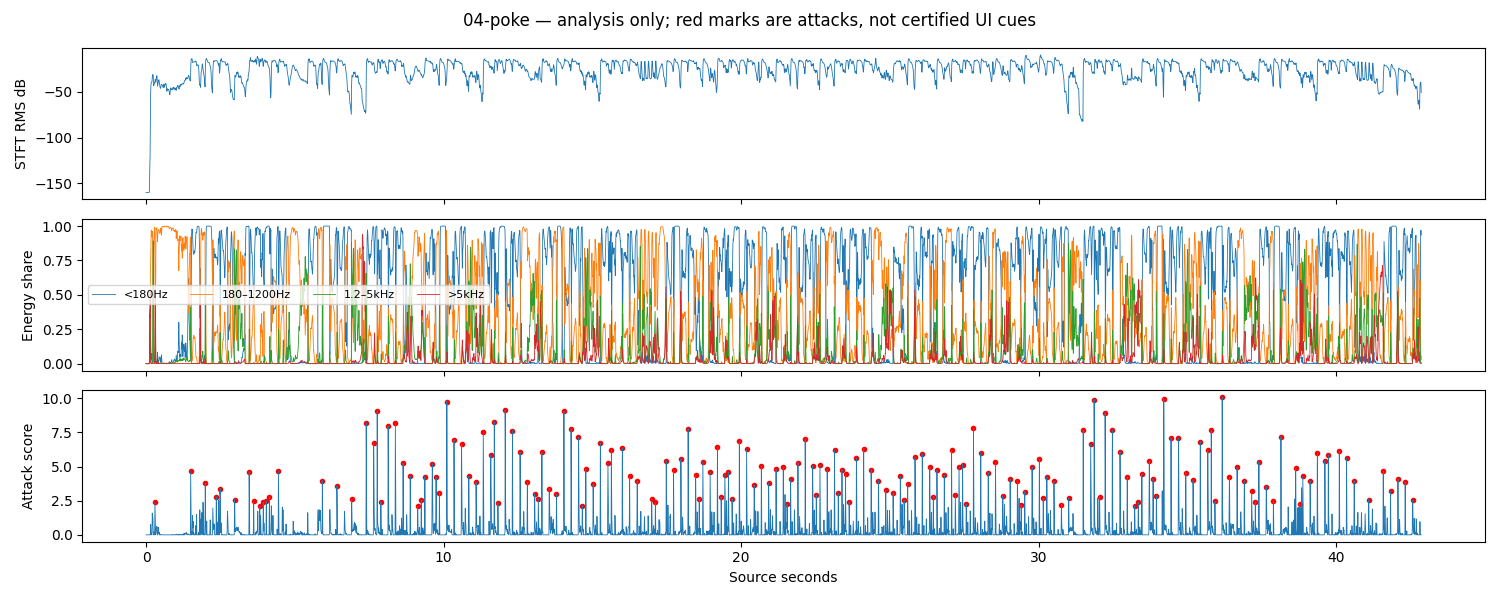 04-poke — analysis only; red marks are attacks, not certified UI cues
STFT RMS dB
−50
−100
−150
Energy share
1.00
0.75
0.50
0.25
0.00
<180Hz
180–1200Hz
1.2–5kHz
>5kHz
Attack score
10.0
7.5
5.0
2.5
0.0
0
10
20
30
40
Source seconds